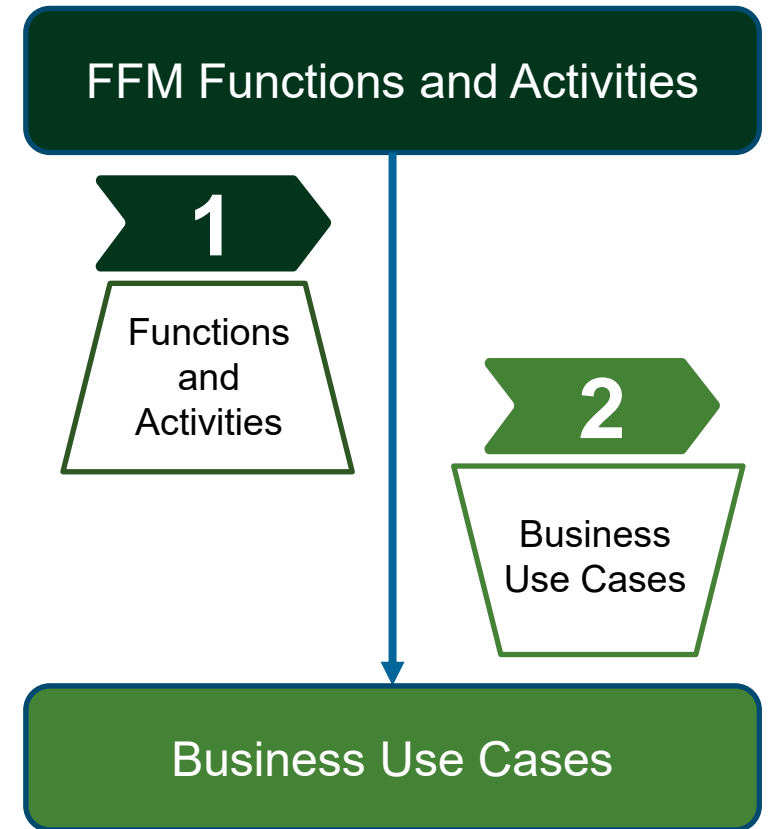 FFM Functions and Activities
1
Functions
and
Activities
2
Business
Use Cases
Business Use Cases